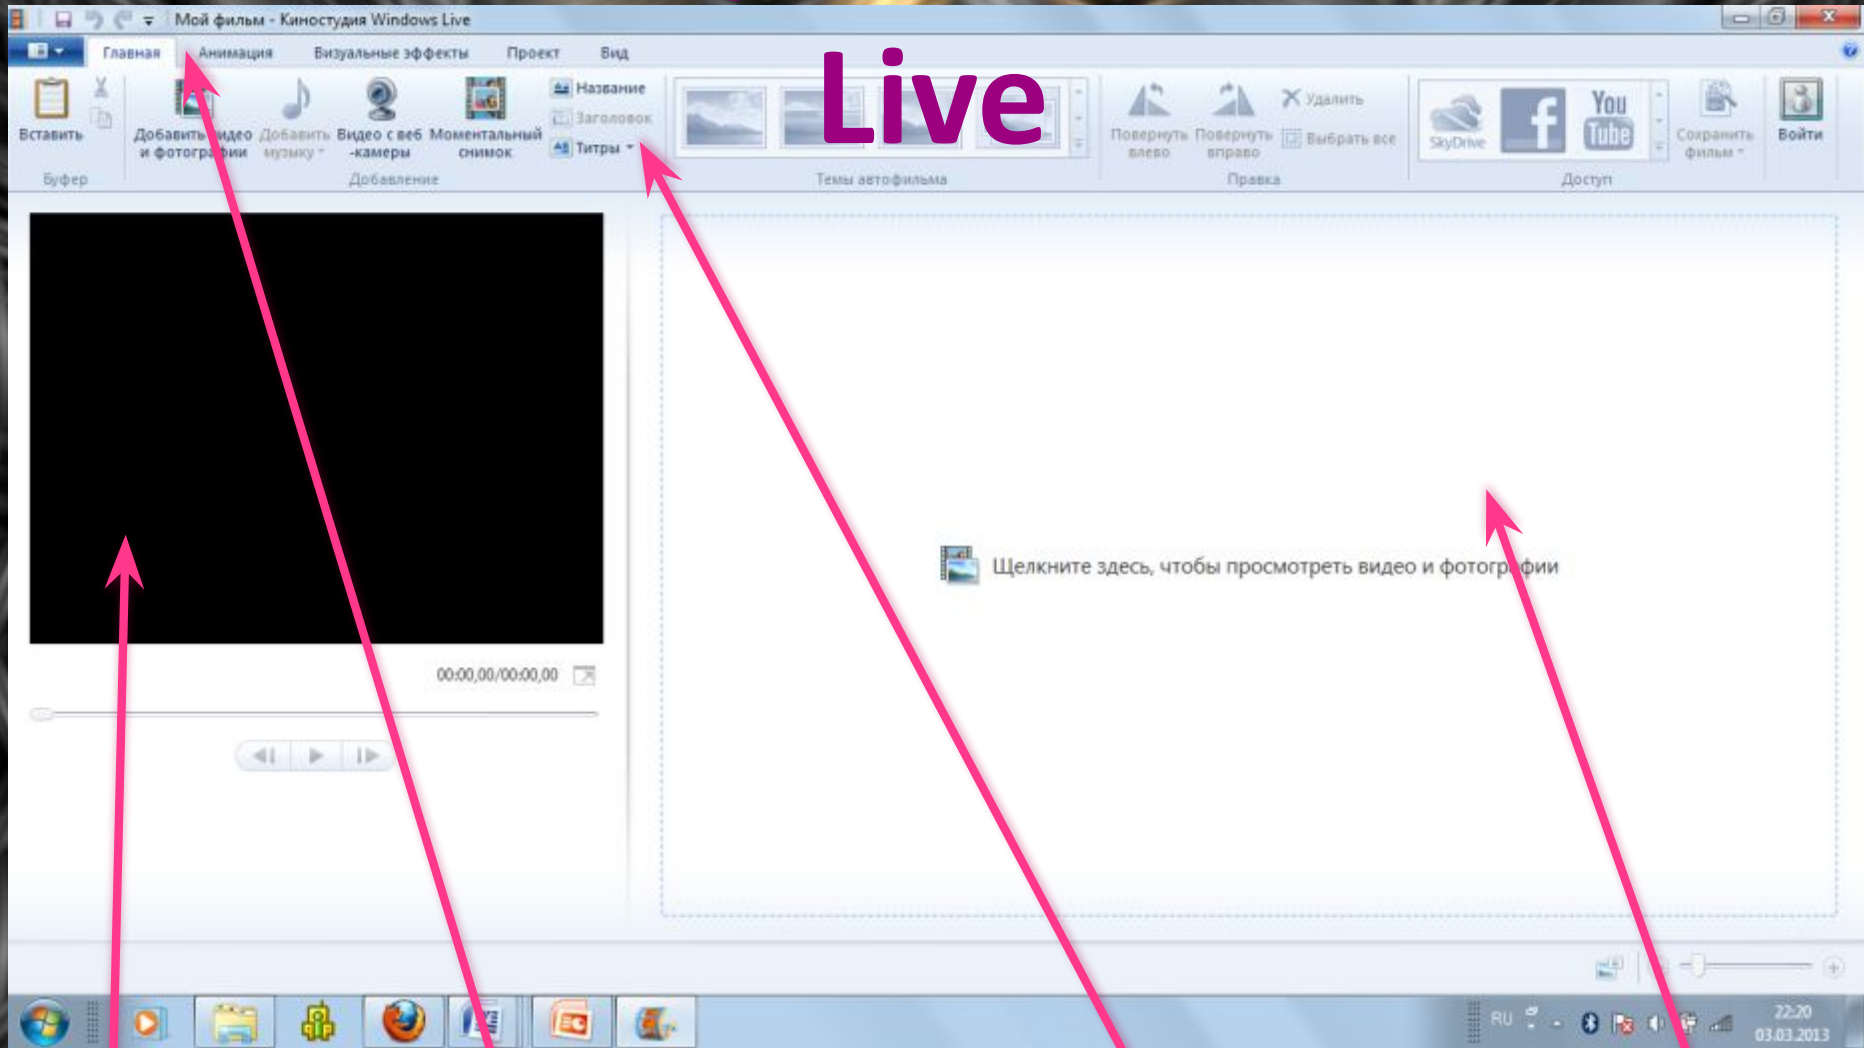 Мой фильм - Киностудия Windows Live
Главная Анимация Визуальные эффекты Проект Вид
Live
Вставить
Буфер
Добавить видео и фотографии
Добавить музыку
Видео с веб-камеры
Моментальный снимок
Название
Заголовок
Титры
Добавление
Темы автофильма
Повернуть влево
Повернуть вправо
Удалить
Выбрать все
Правка
SkyDrive
f
You Tube
Доступ
Сохранить фильм
Войти
00:00,00/00:00,00
Щелкните здесь, чтобы просмотреть видео и фотографии
RU
22:20
03.03.2013